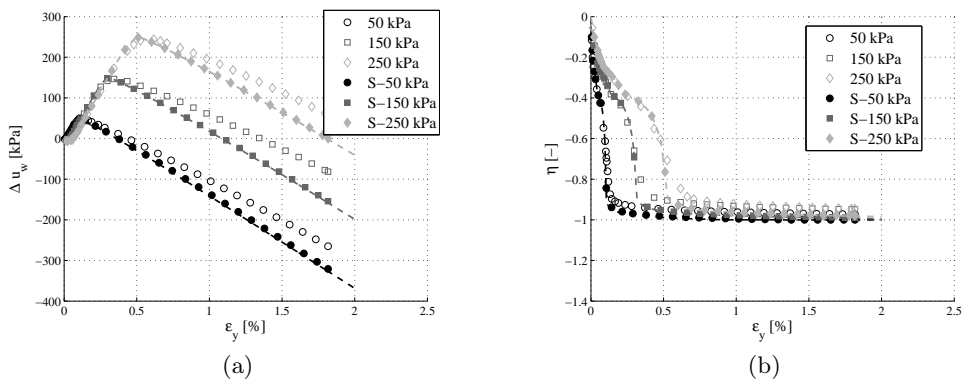 300
200
100
0
−100
−200
−300
−400
Δ u_w [kPa]
0 0.5 1 1.5 2 2.5
ε_y [%]
50 kPa
150 kPa
250 kPa
S−50 kPa
S−150 kPa
S−250 kPa
(a)
0
−0.2
−0.4
−0.6
−0.8
−1
−1.2
−1.4
η [−]
0 0.5 1 1.5 2 2.5
ε_y [%]
50 kPa
150 kPa
250 kPa
S−50 kPa
S−150 kPa
S−250 kPa
(b)